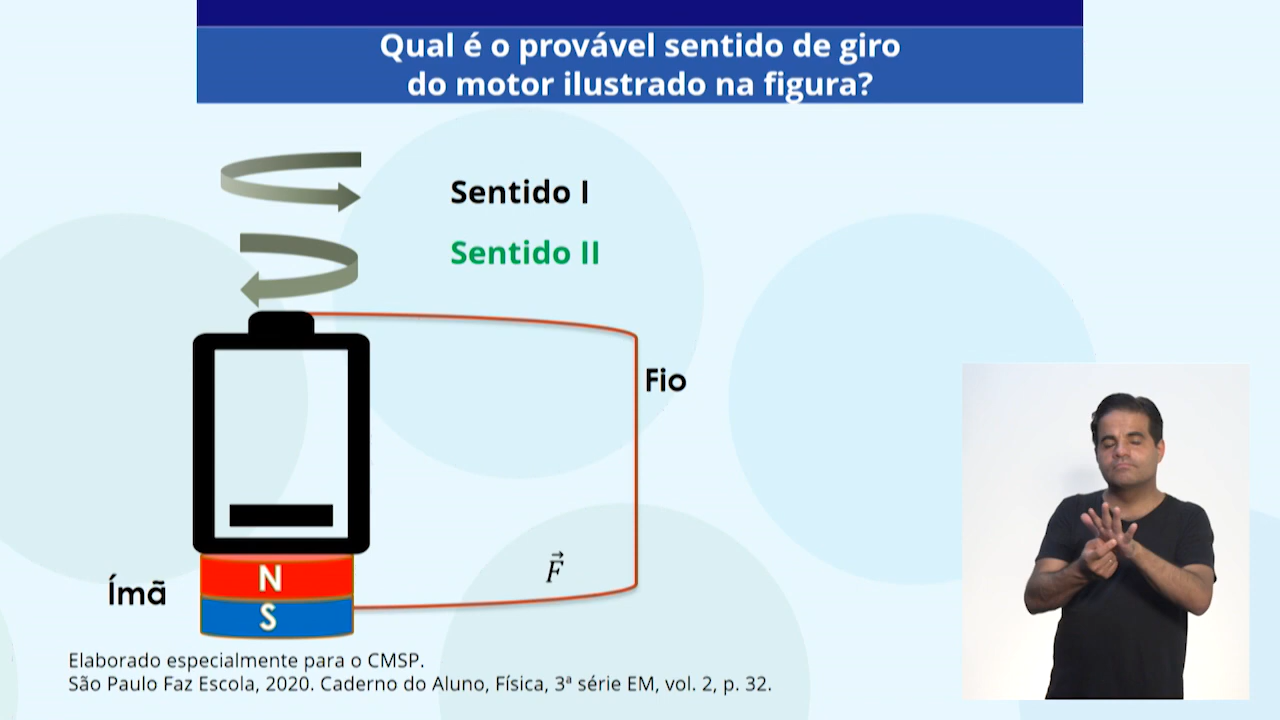 Qual é o provável sentido de giro
do motor ilustrado na figura?
Sentido I
Sentido II
Fio
F⃗
Ímã
N
S
Elaborado especialmente para o CMSP.
São Paulo Faz Escola, 2020. Caderno do Aluno, Física, 3ª série EM, vol. 2, p. 32.